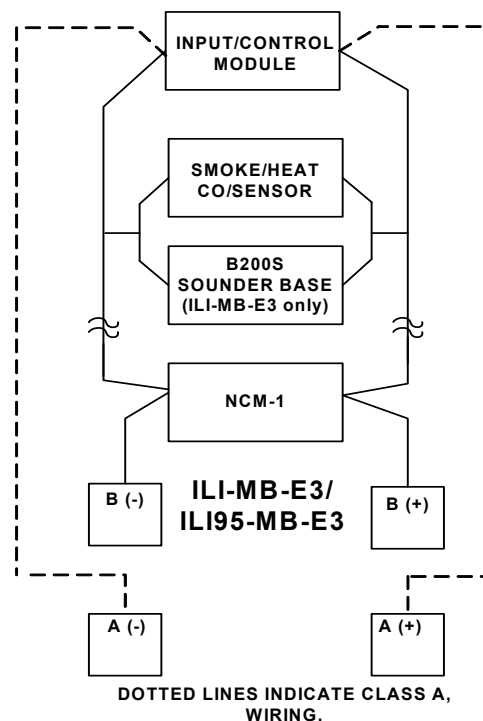 INPUT/CONTROL
MODULE
SMOKE/HEAT
CO/SENSOR
B200S
SOUNDER BASE
(ILI-MB-E3 only)
NCM-1
B (-)
ILI-MB-E3/
ILI95-MB-E3
B (+)
A (-)
A (+)
DOTTED LINES INDICATE CLASS A,
WIRING.